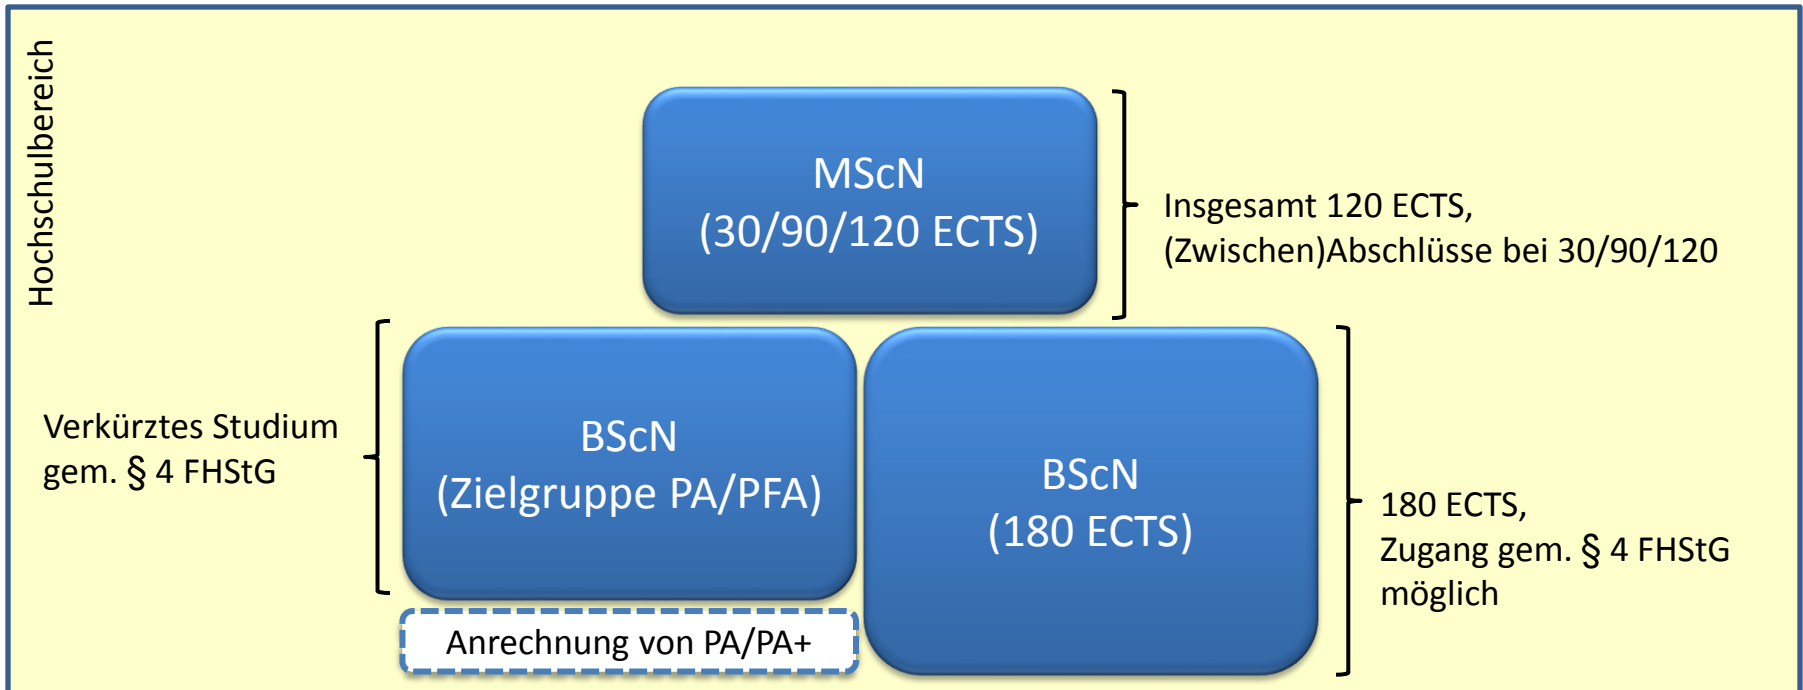 Hochschulbereich
MScN
(30/90/120 ECTS)
Insgesamt 120 ECTS,
(Zwischen)Abschlüsse bei 30/90/120
Verkürztes Studium
gem. § 4 FHStG
BScN
(Zielgruppe PA/PFA)
BScN
(180 ECTS)
180 ECTS,
Zugang gem. § 4 FHStG
möglich
Anrechnung von PA/PA+